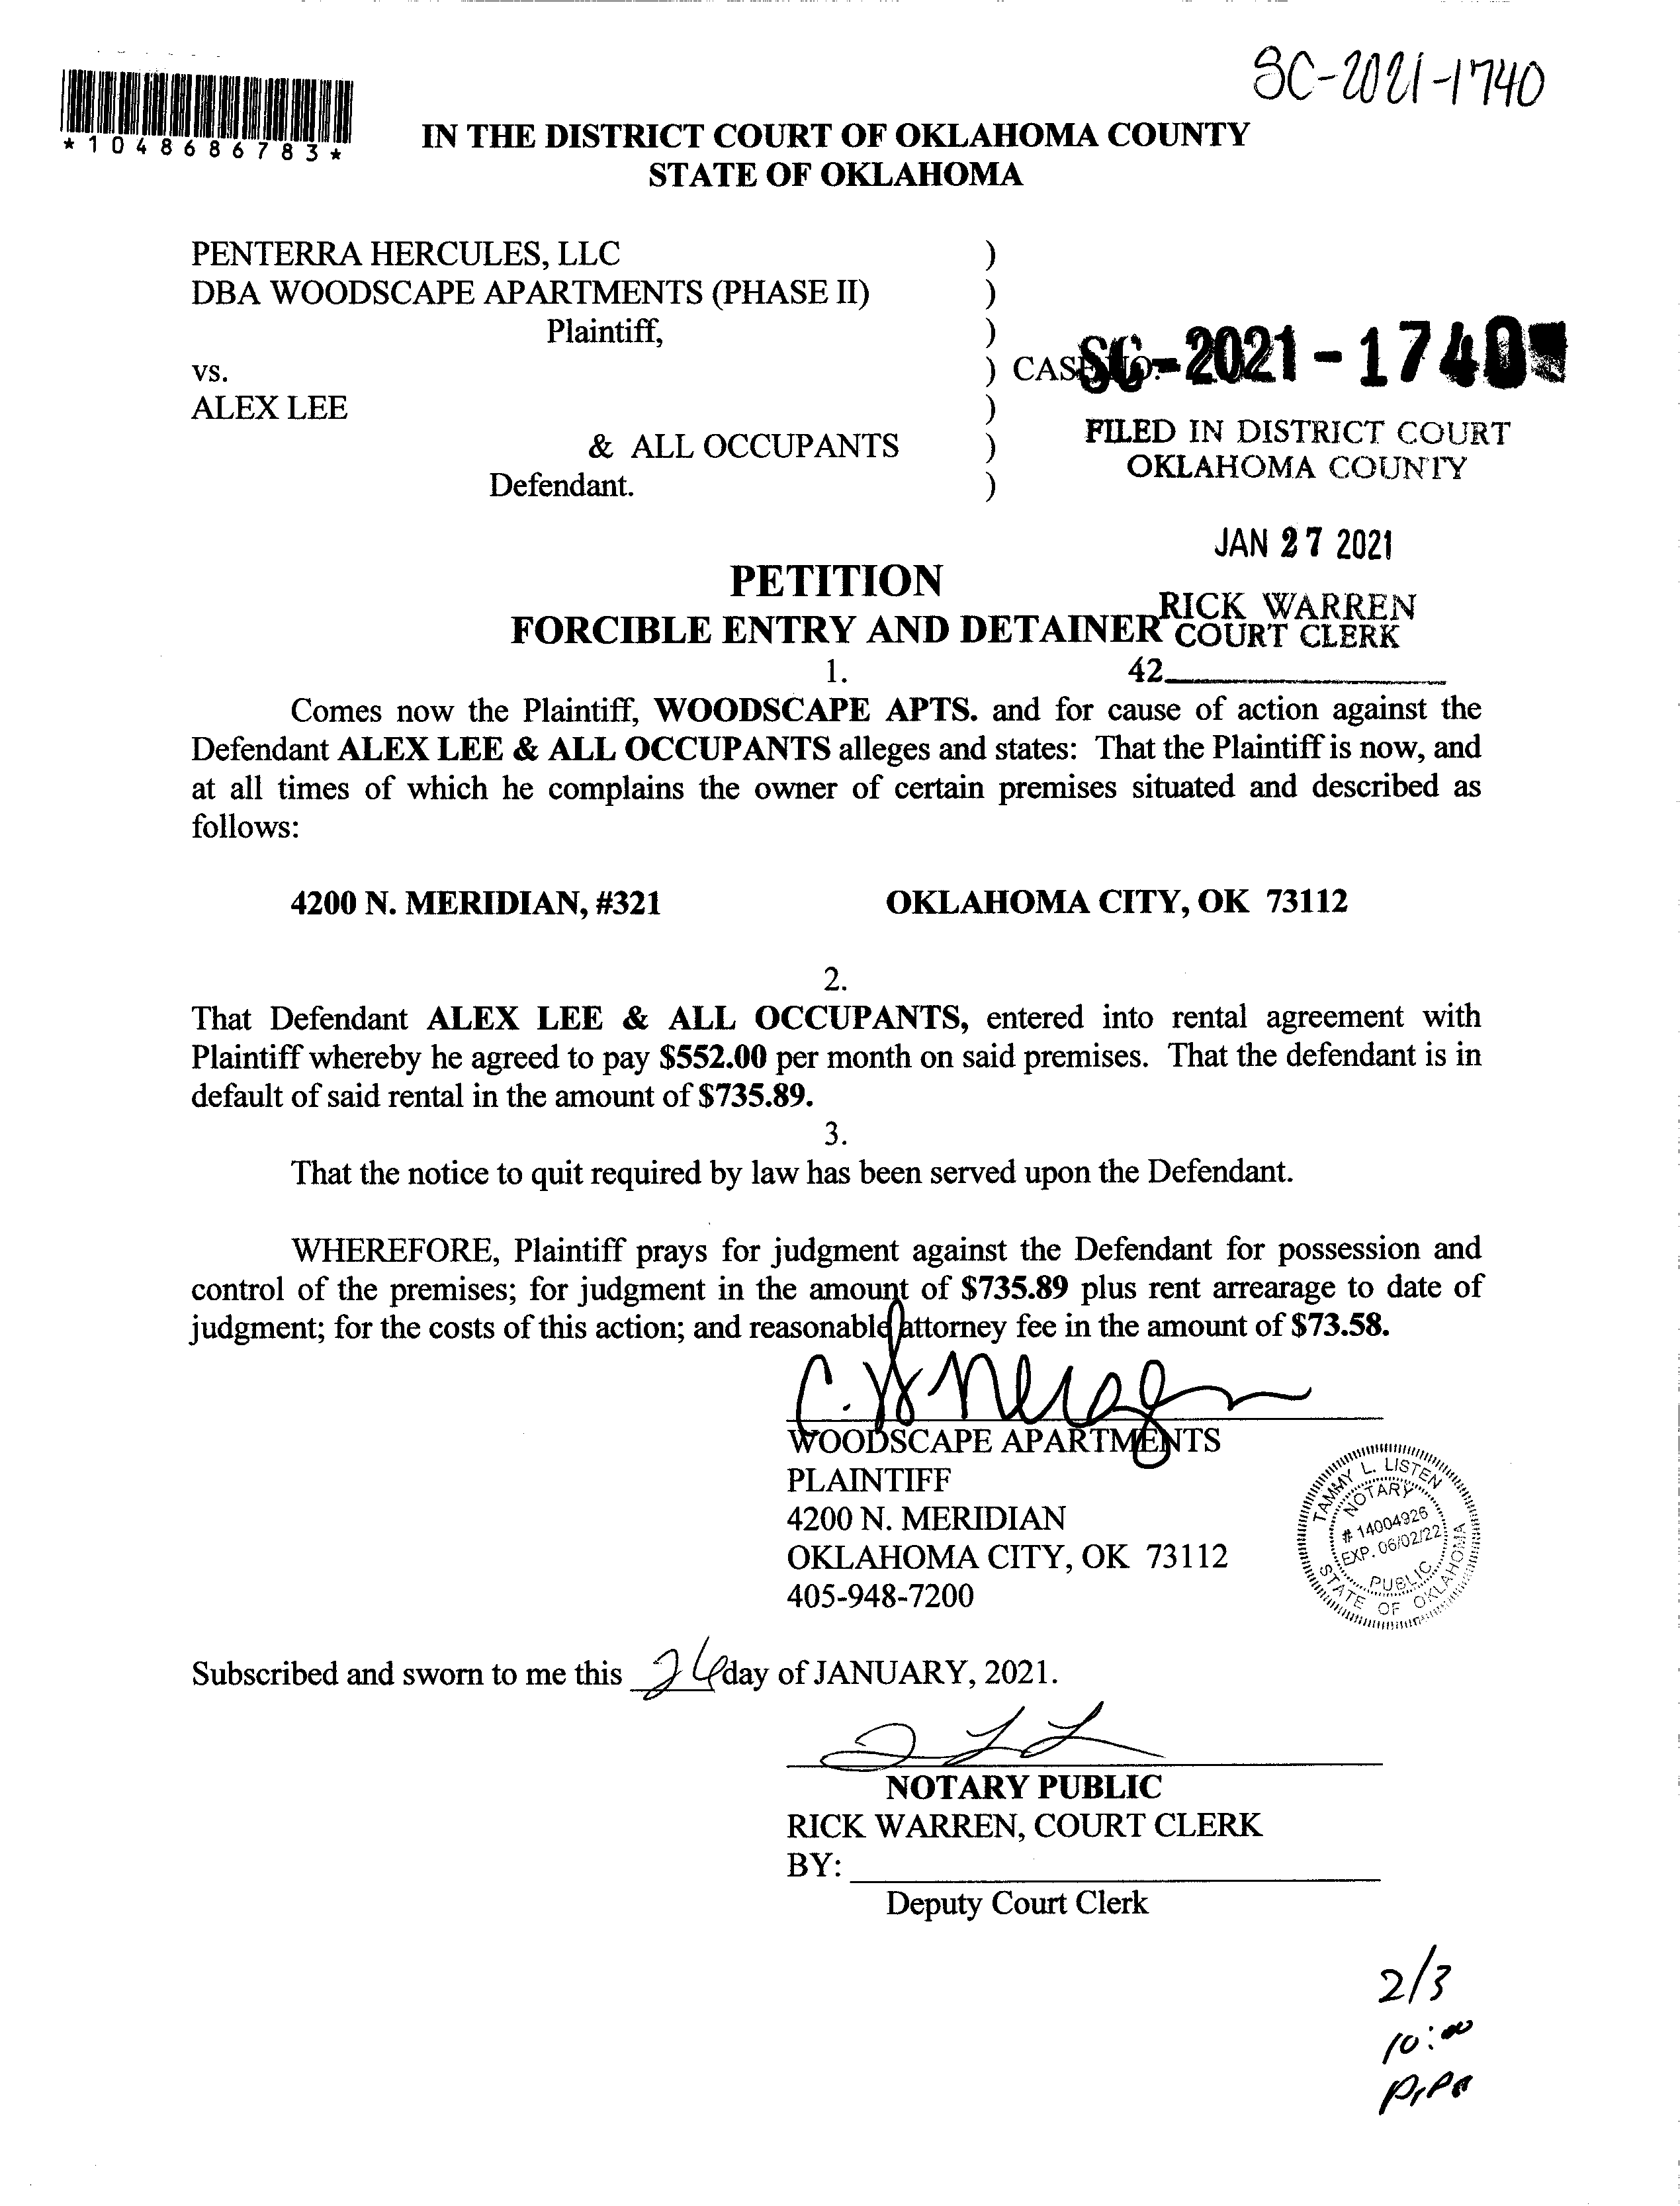 SC-2021-1740
*1048686783*
IN THE DISTRICT COURT OF OKLAHOMA COUNTY
STATE OF OKLAHOMA
PENTERRA HERCULES, LLC )
DBA WOODSCAPE APARTMENTS (PHASE II) )
Plaintiff, )
vs. ) CASE NO. SC-2021-1740
ALEX LEE )
& ALL OCCUPANTS )
Defendant. )
FILED IN DISTRICT COURT
OKLAHOMA COUNTY
JAN 27 2021
PETITION
RICK WARREN
FORCIBLE ENTRY AND DETAINER COURT CLERK
1. 42
Comes now the Plaintiff, WOODSCAPE APTS. and for cause of action against the
Defendant ALEX LEE & ALL OCCUPANTS alleges and states: That the Plaintiff is now, and
at all times of which he complains the owner of certain premises situated and described as
follows:
4200 N. MERIDIAN, #321 OKLAHOMA CITY, OK 73112
2.
That Defendant ALEX LEE & ALL OCCUPANTS, entered into rental agreement with
Plaintiff whereby he agreed to pay $552.00 per month on said premises. That the defendant is in
default of said rental in the amount of $735.89.
3.
That the notice to quit required by law has been served upon the Defendant.
WHEREFORE, Plaintiff prays for judgment against the Defendant for possession and
control of the premises; for judgment in the amount of $735.89 plus rent arrearage to date of
judgment; for the costs of this action; and reasonable attorney fee in the amount of $73.58.
WOODSCAPE APARTMENTS
PLAINTIFF
4200 N. MERIDIAN
OKLAHOMA CITY, OK 73112
405-948-7200
TAMMY L. LISTEN
NOTARY
# 14004926
EXP. 06/02/22
PUBLIC
STATE OF OKLAHOMA
Subscribed and sworn to me this 26 day of JANUARY, 2021.
NOTARY PUBLIC
RICK WARREN, COURT CLERK
BY:
Deputy Court Clerk
2/3
10:00